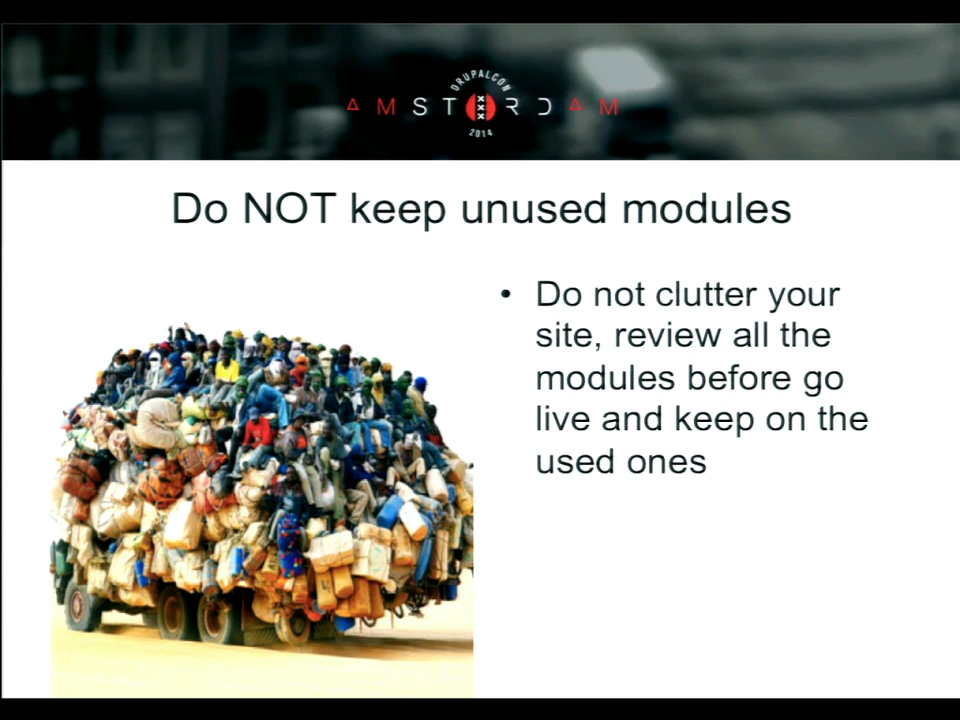 DRUPALCON
AMSTERDAM
2014
Do NOT keep unused modules
• Do not clutter your
site, review all the
modules before go
live and keep on the
used ones